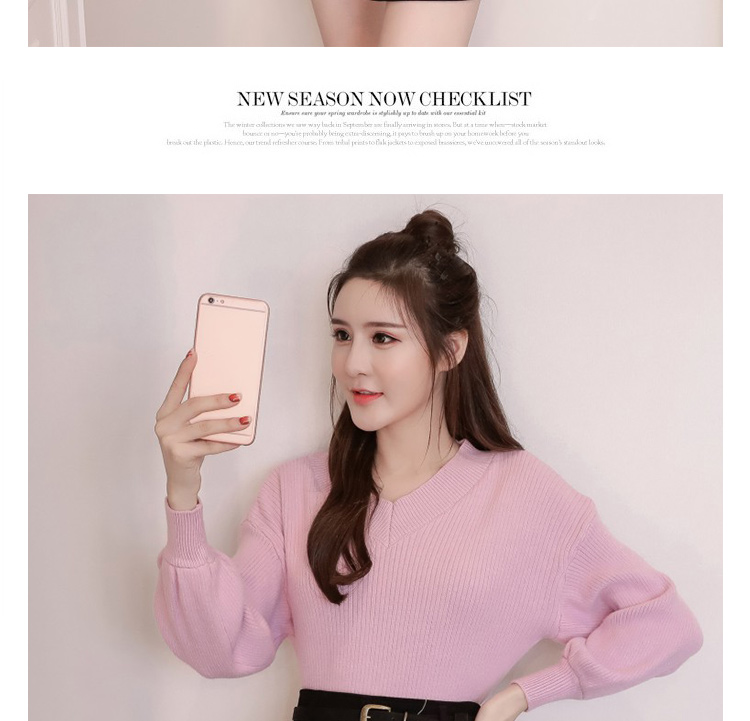 NEW SEASON NOW CHECKLIST
Ensure sure your spring wardrobe is stylishly up to date with our essential kit
The winter collections we saw way back in September are finally arriving in stores. But at a time when—stock market
bounce or no—you're probably being extra-discerning, it pays to brush up on your homework before you
break out the plastic. Hence, our trend refresher course. From tribal prints to flak jackets to exposed brassieres, we've uncovered all of the season's standout looks.